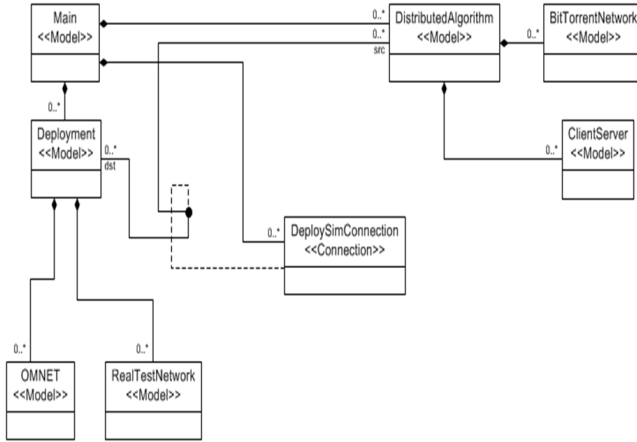 Main
<<Model>>
0..*
DistributedAlgorithm
<<Model>>
0..*
src
0..*
BitTorrentNetwork
<<Model>>
0..*
Deployment
<<Model>>
0..*
dst
0..*
ClientServer
<<Model>>
0..*
DeploySimConnection
<<Connection>>
0..*
OMNET
<<Model>>
0..*
RealTestNetwork
<<Model>>